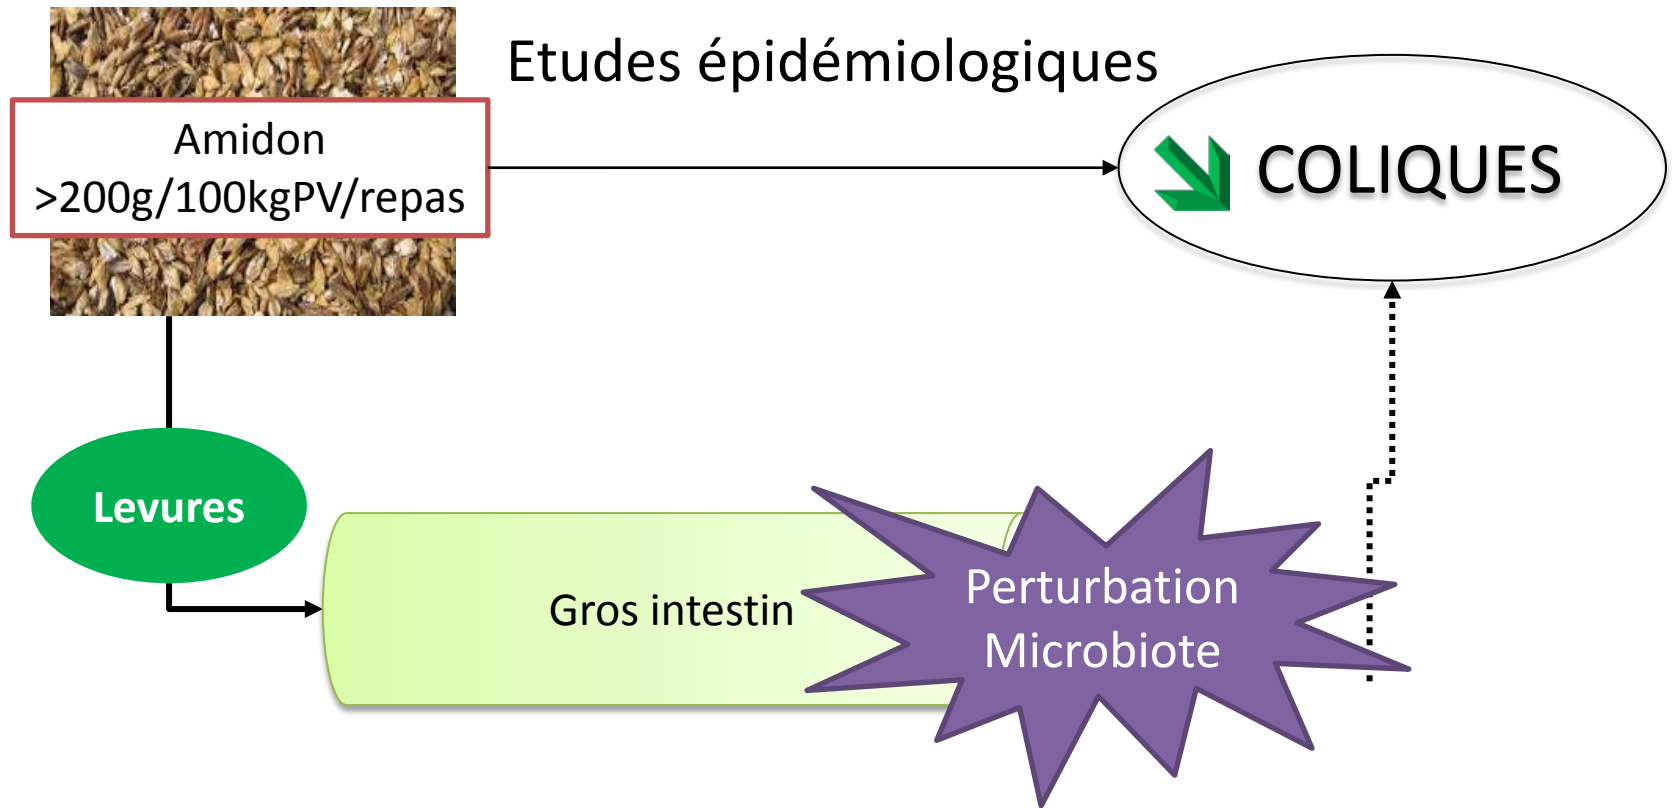 Etudes épidémiologiques
Amidon
>200g/100kgPV/repas
COLIQUES
Levures
Gros intestin
Perturbation
Microbiote